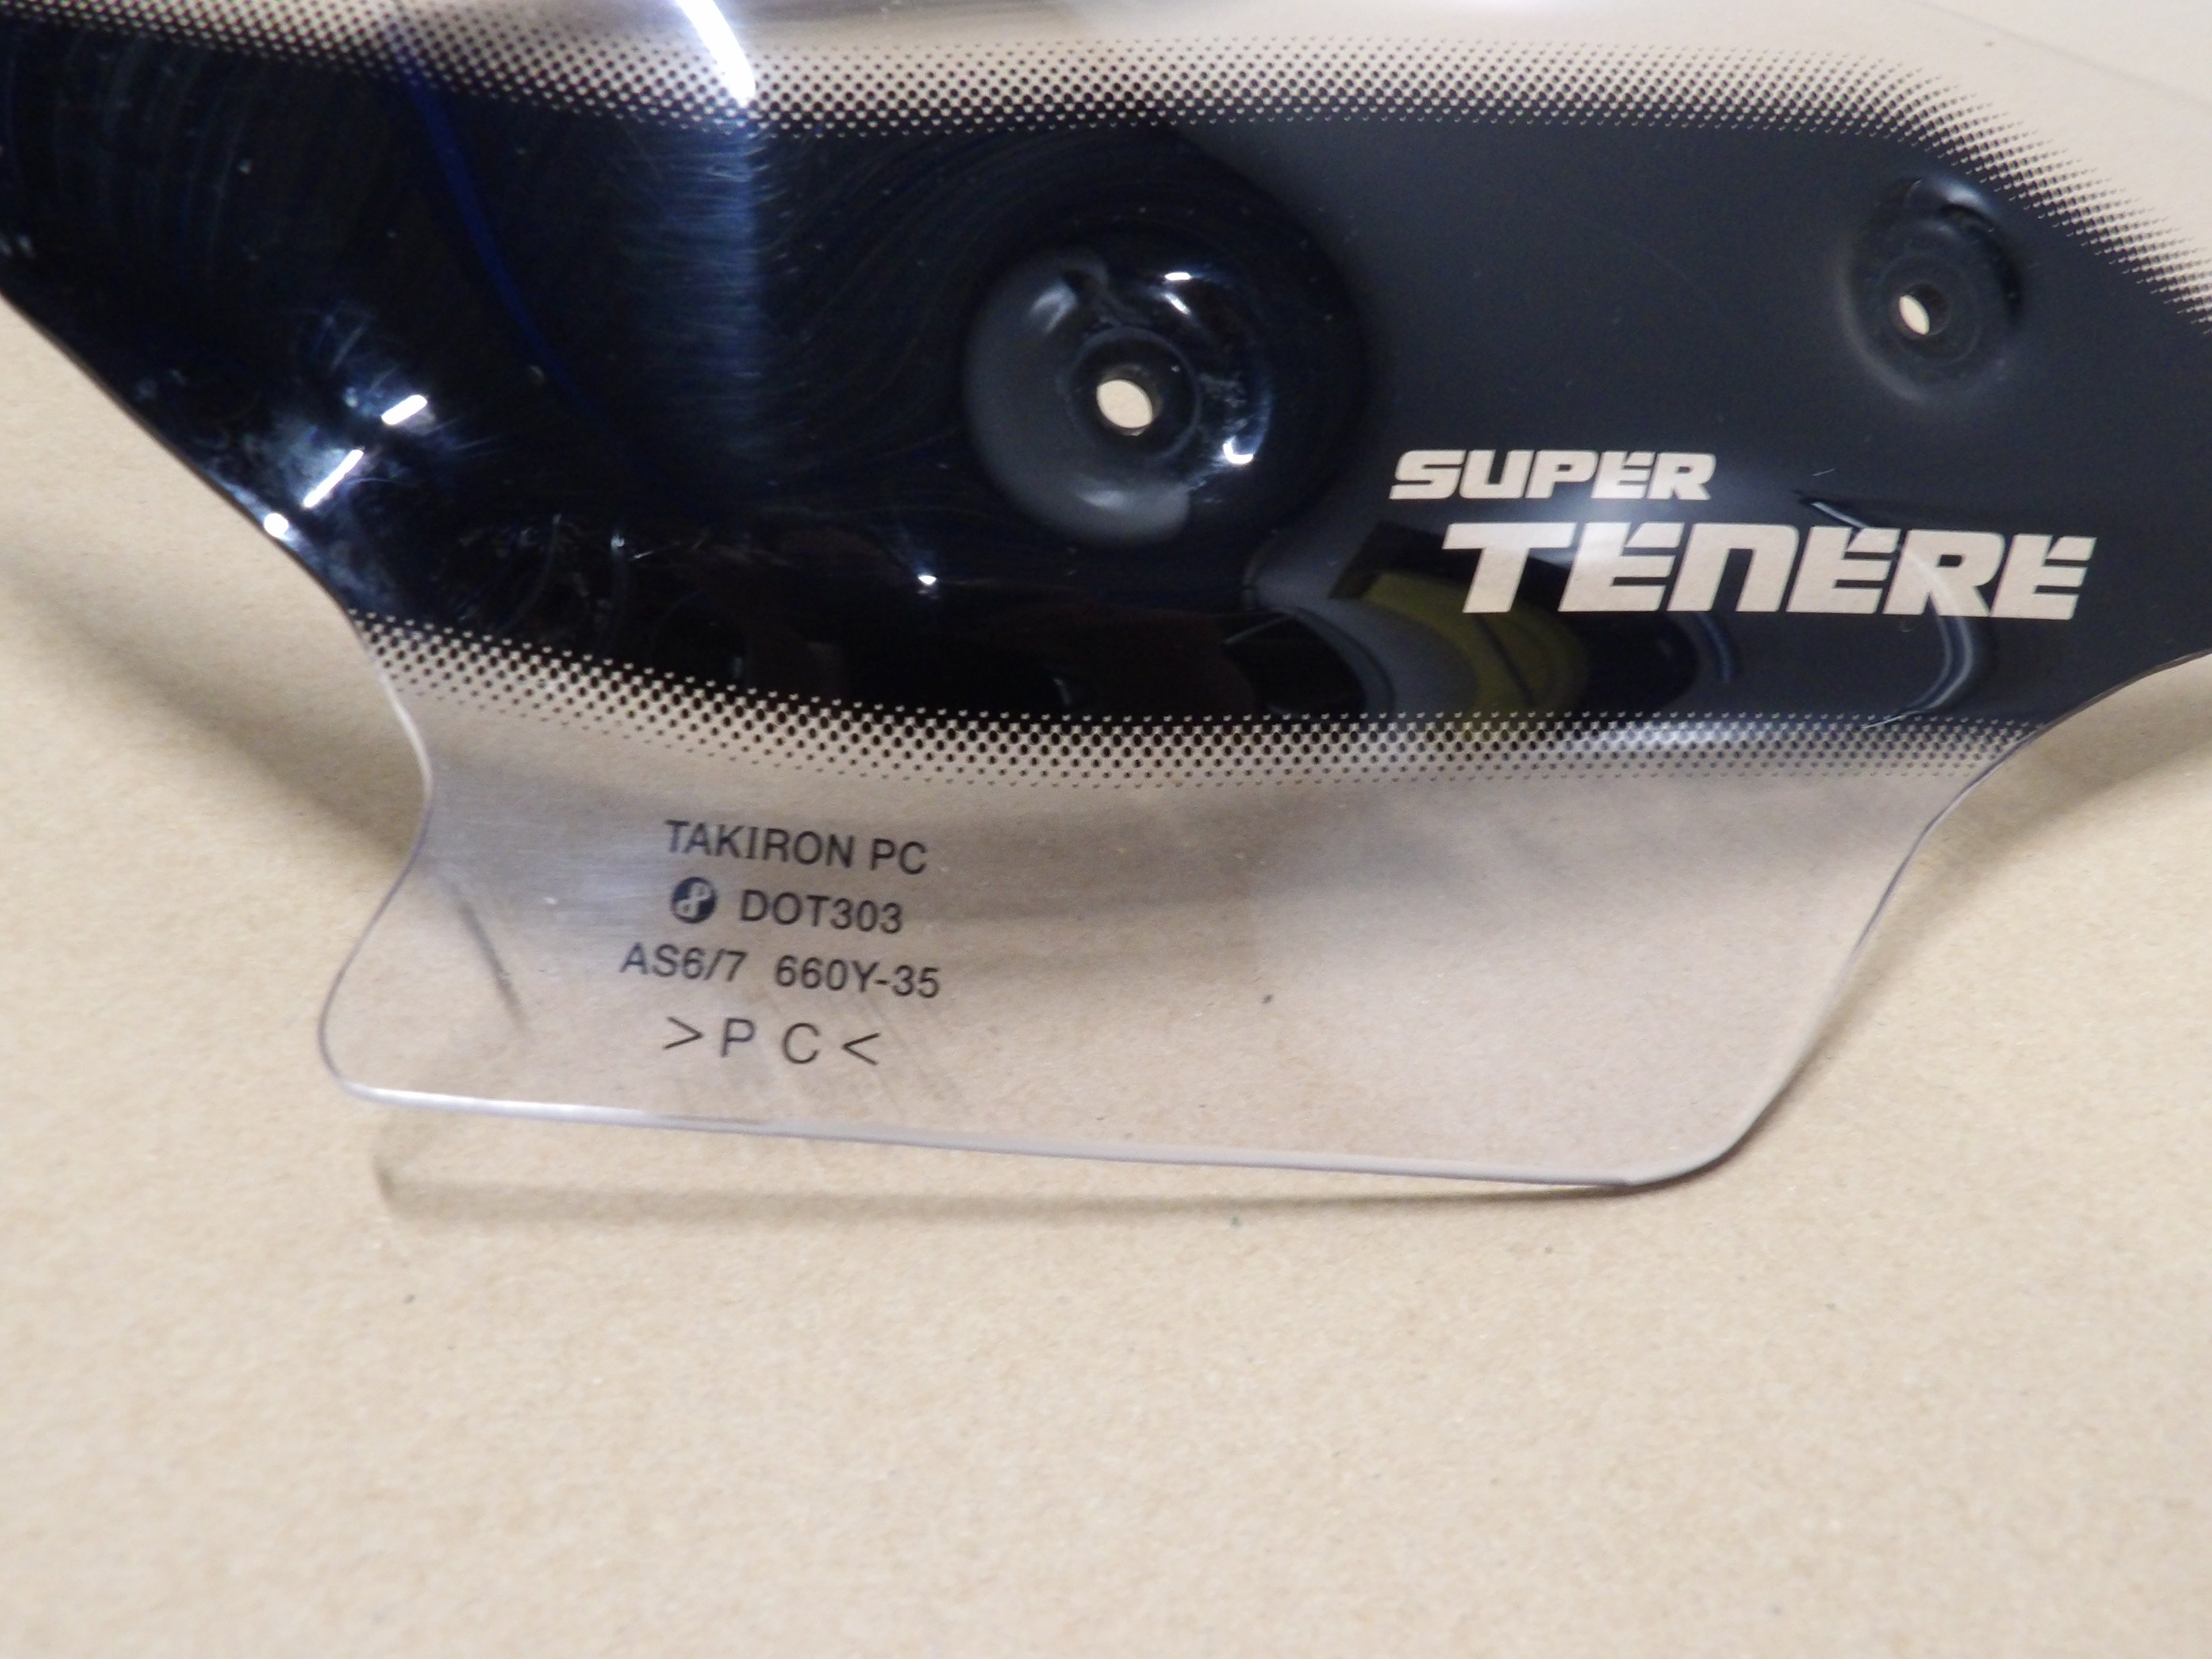 SUPER
TENERE
TAKIRON PC
DOT303
AS6/7 660Y-35
>PC<